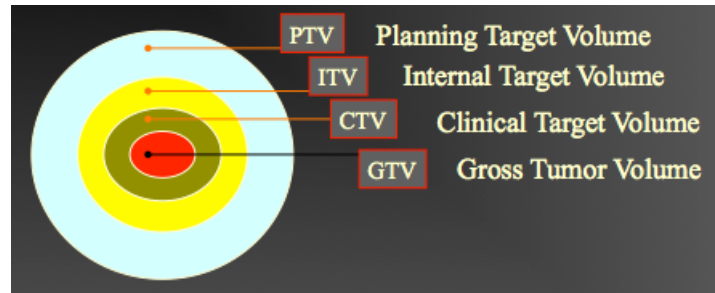 PTV Planning Target Volume
ITV Internal Target Volume
CTV Clinical Target Volume
GTV Gross Tumor Volume